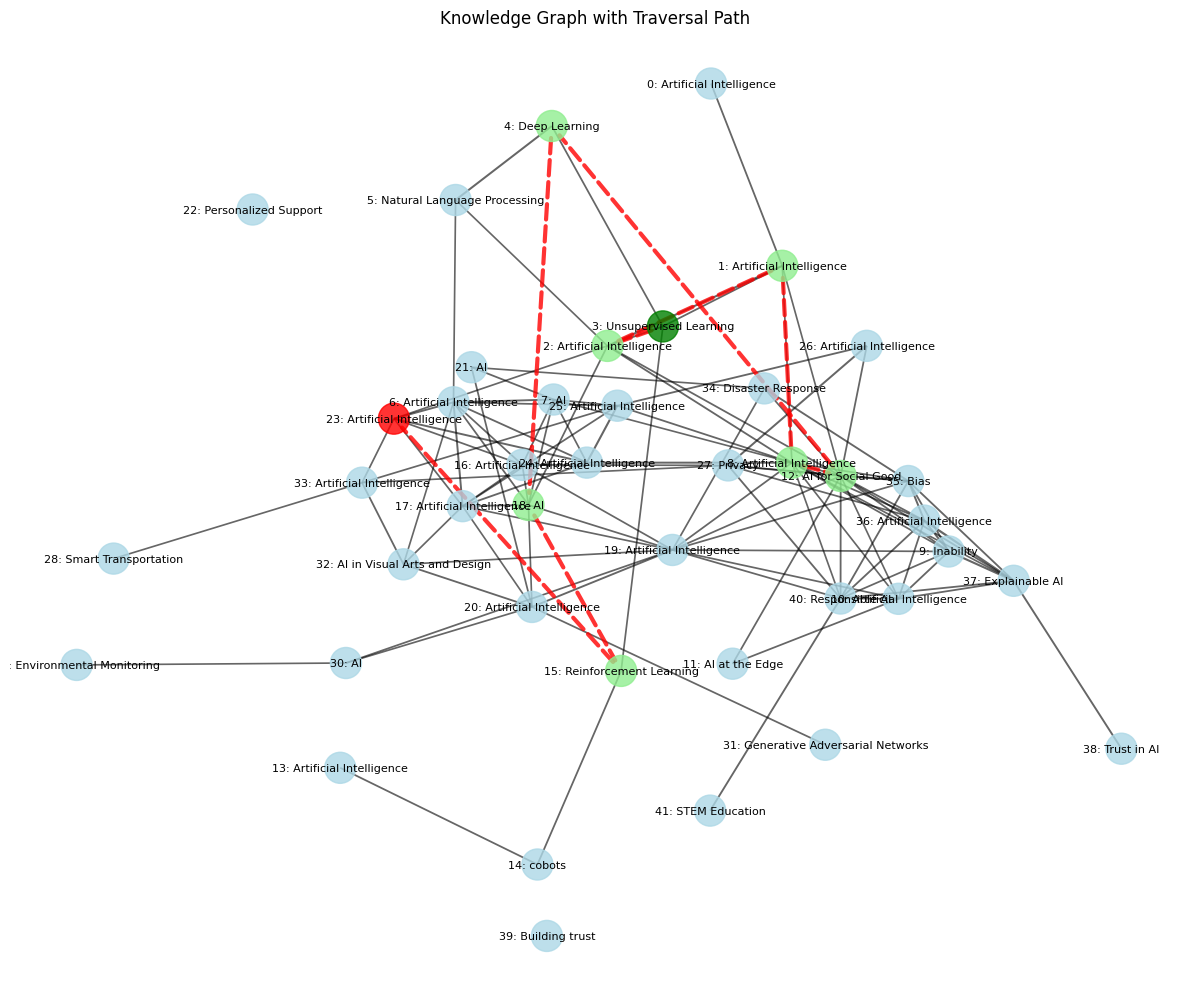 Knowledge Graph with Traversal Path
0: Artificial Intelligence
4: Deep Learning
5: Natural Language Processing
22: Personalized Support
1: Artificial Intelligence
3: Unsupervised Learning
2: Artificial Intelligence
26: Artificial Intelligence
21: AI
34: Disaster Response
6: Artificial Intelligence
7: AI
25: Artificial Intelligence
23: Artificial Intelligence
16: Artificial Intelligence
24: Artificial Intelligence
27: Privacy
8: Artificial Intelligence
12: AI for Social Good
35: Bias
33: Artificial Intelligence
17: Artificial Intelligence
18: AI
36: Artificial Intelligence
19: Artificial Intelligence
9: Inability
28: Smart Transportation
32: AI in Visual Arts and Design
37: Explainable AI
20: Artificial Intelligence
40: Responsible AI
10: Artificial Intelligence
: Environmental Monitoring
30: AI
15: Reinforcement Learning
11: AI at the Edge
31: Generative Adversarial Networks
38: Trust in AI
13: Artificial Intelligence
41: STEM Education
14: cobots
39: Building trust